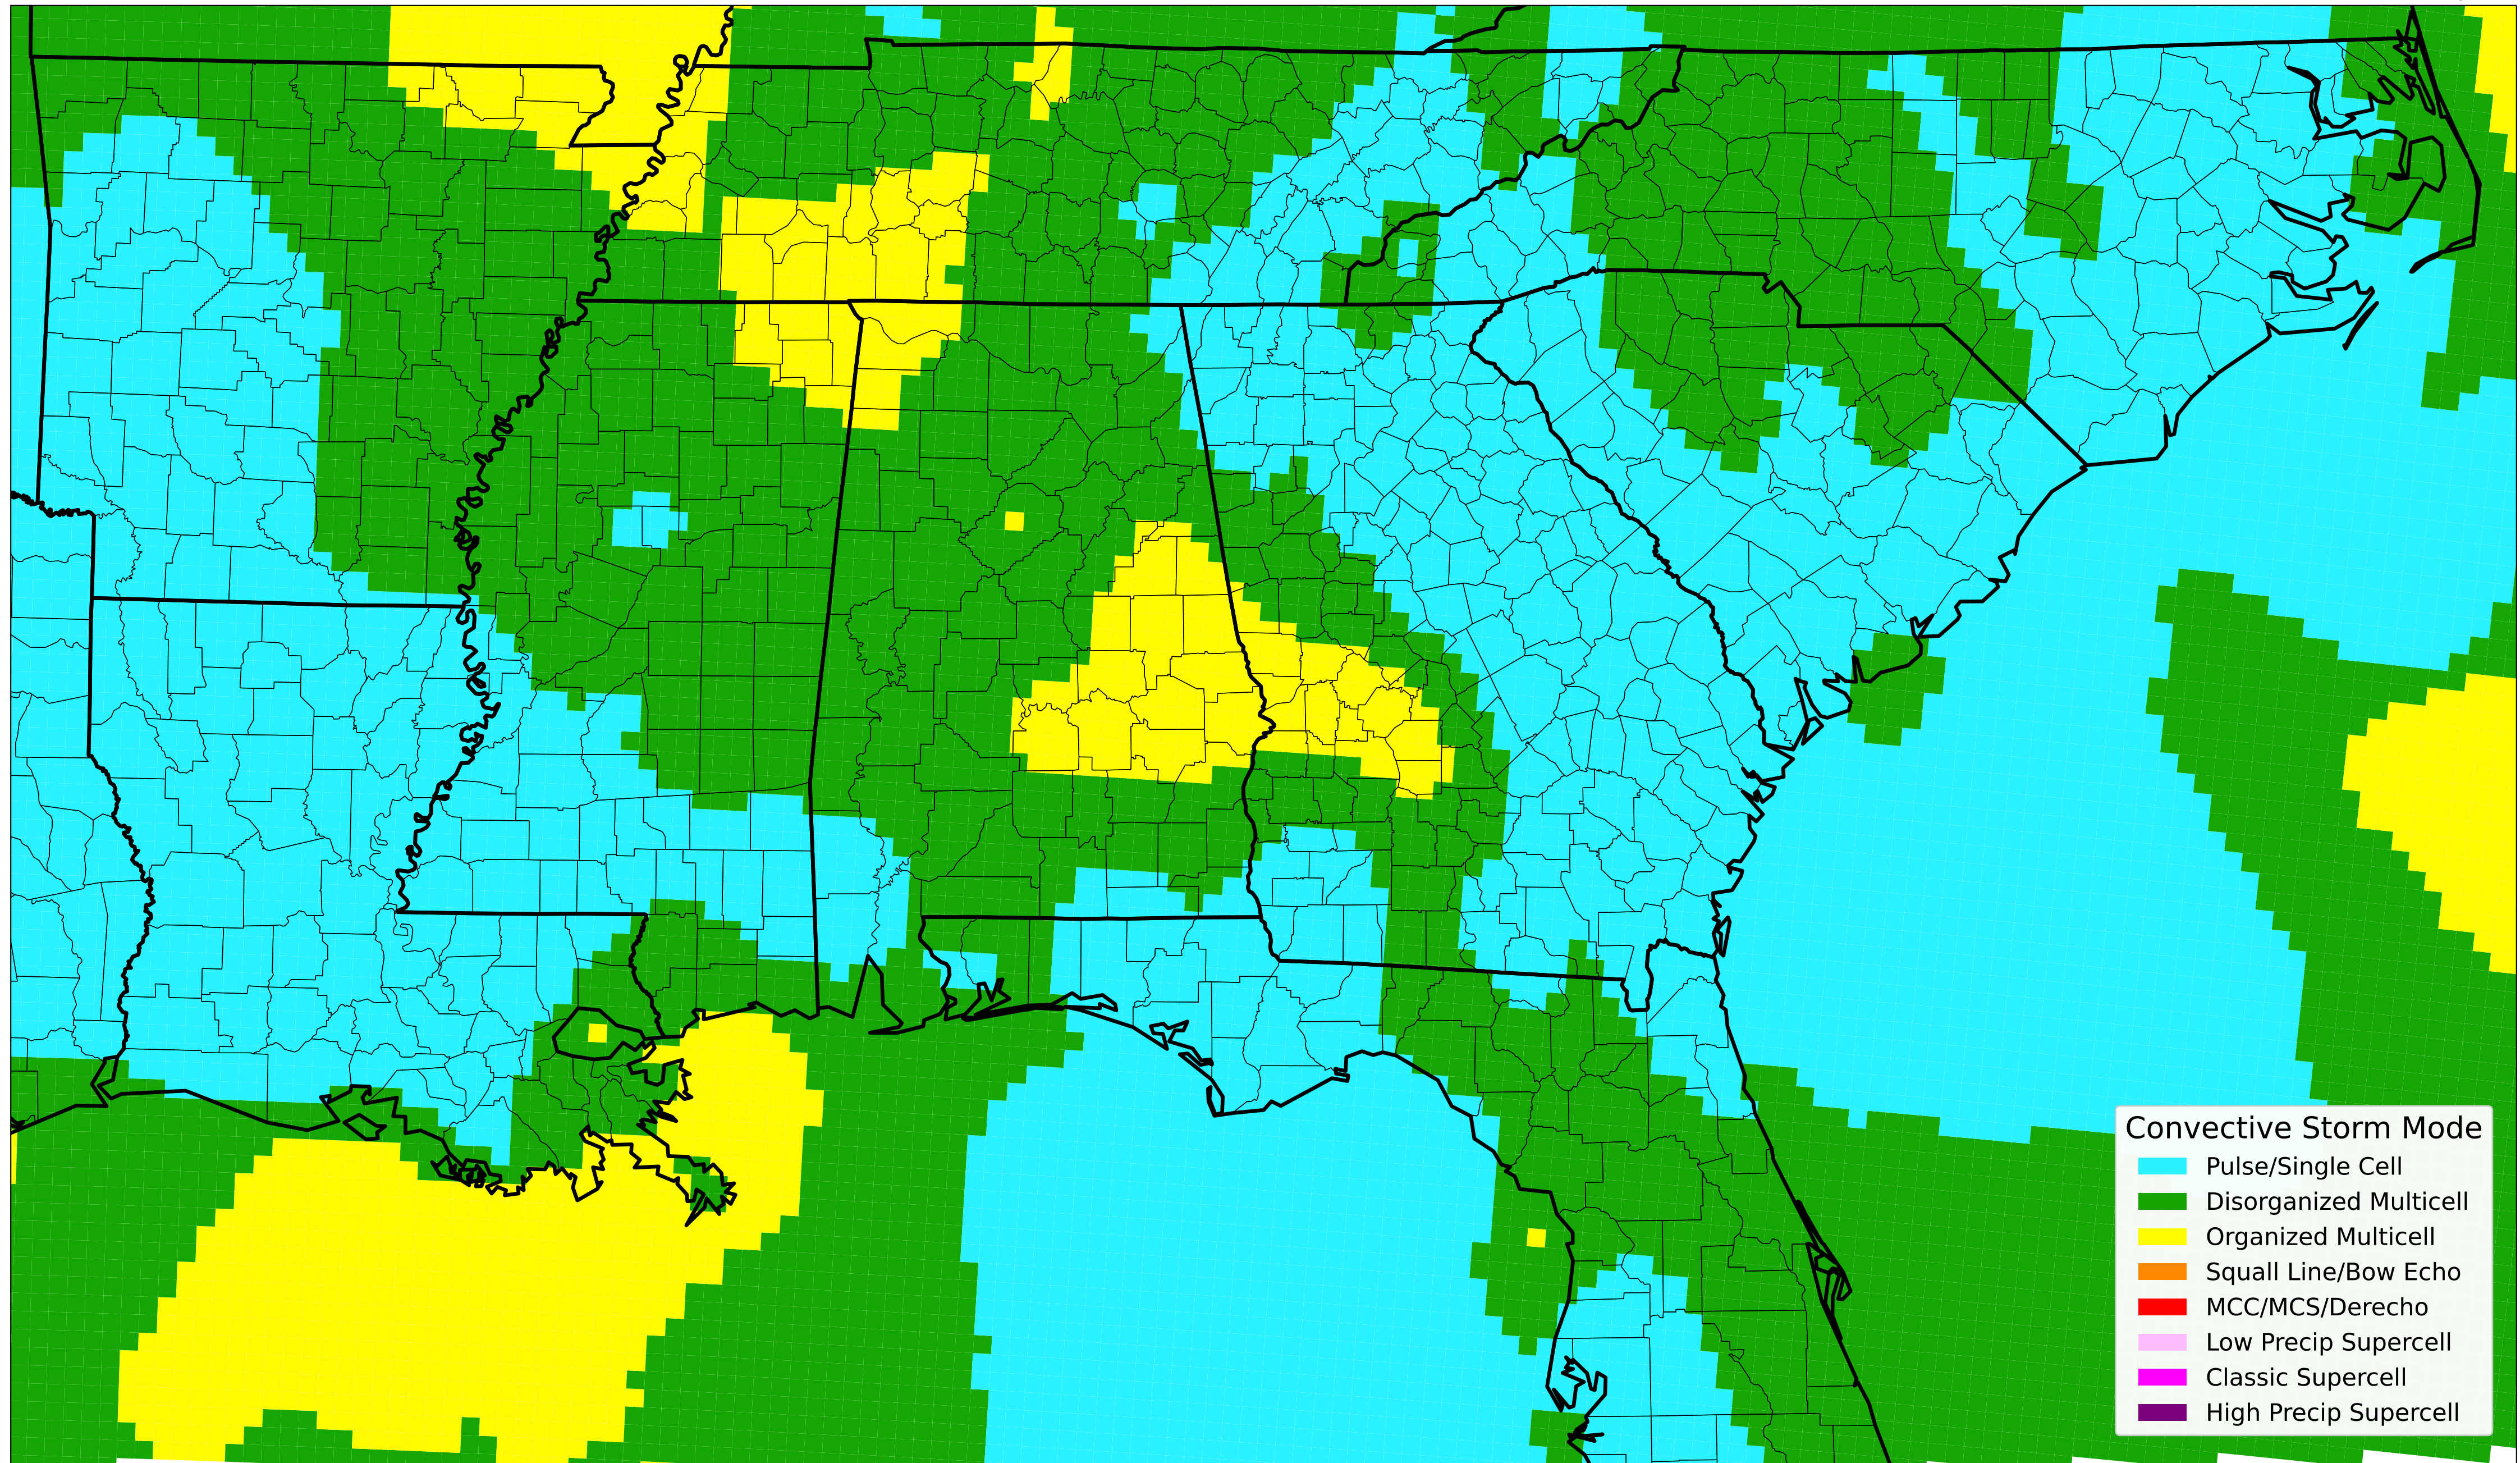 Convective Storm Mode
Pulse/Single Cell
Disorganized Multicell
Organized Multicell
Squall Line/Bow Echo
MCC/MCS/Derecho
Low Precip Supercell
Classic Supercell
High Precip Supercell